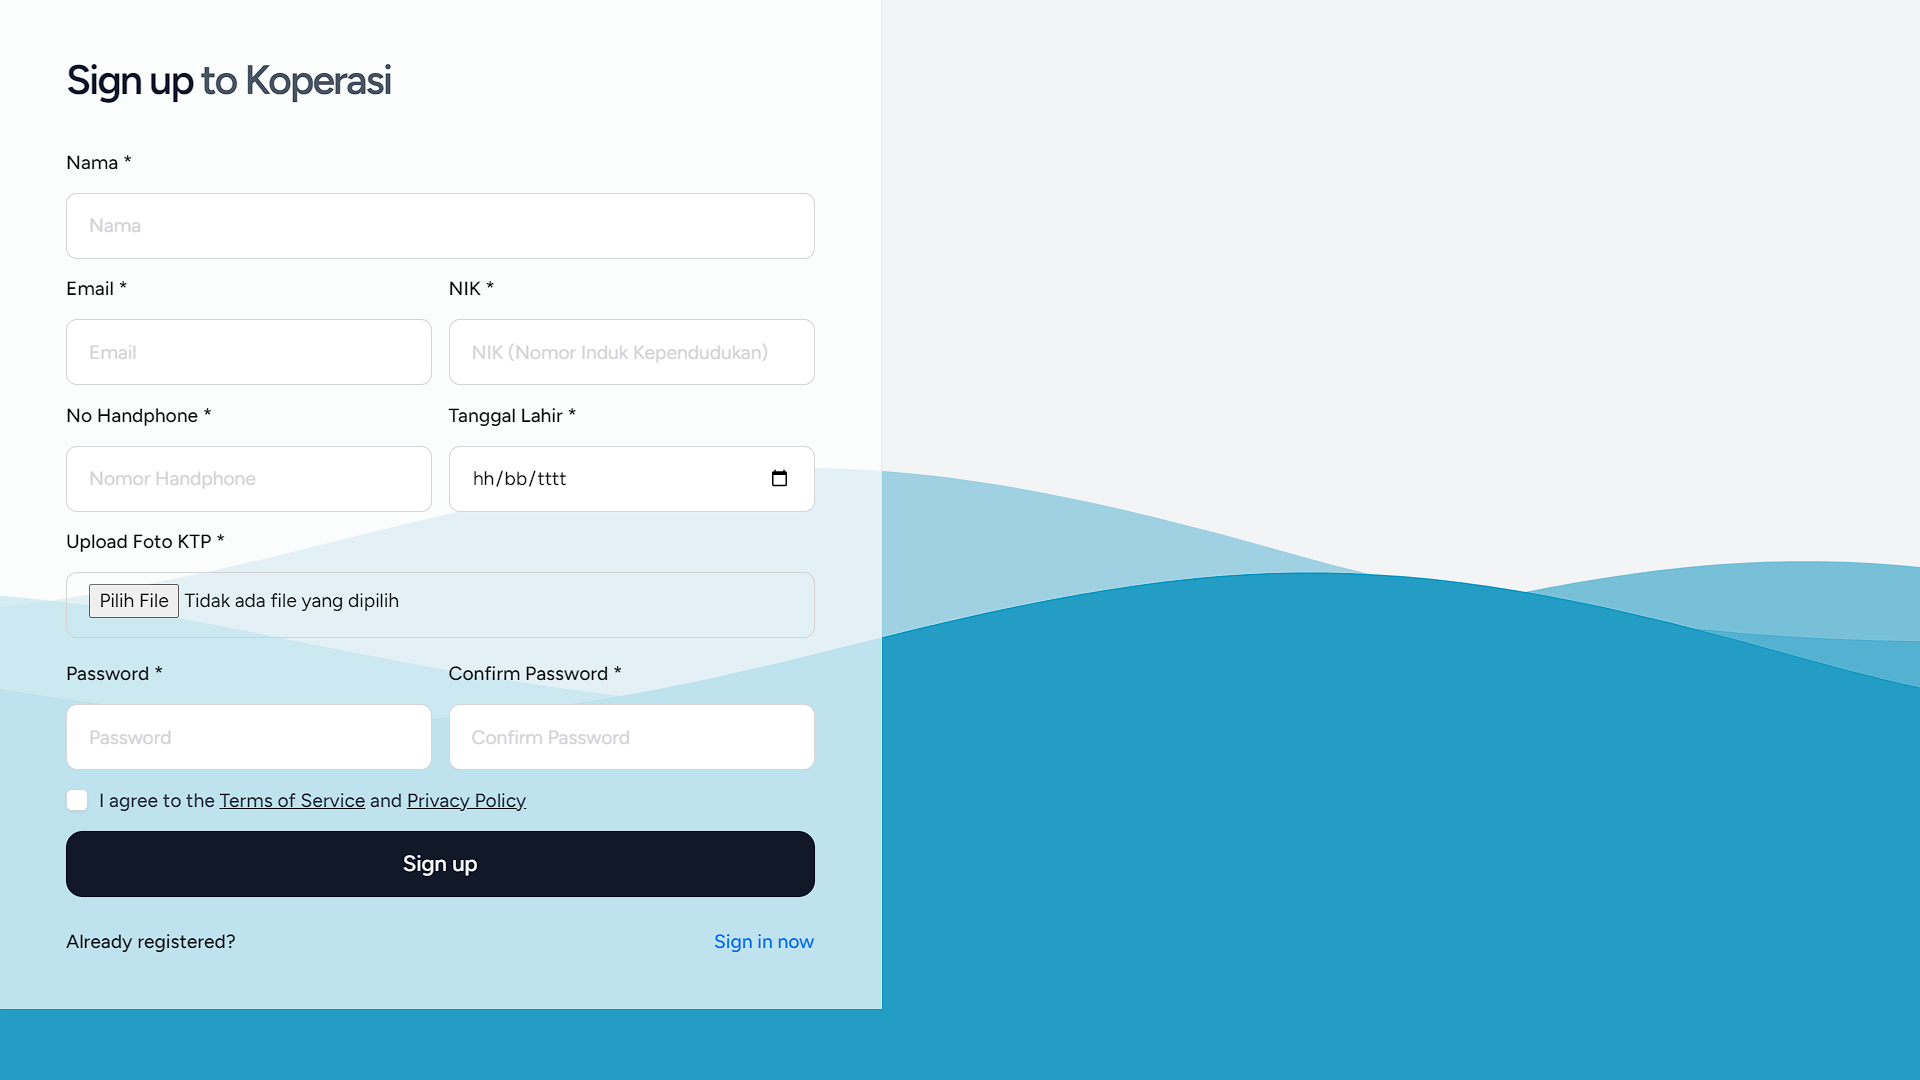 Sign up to Koperasi
Nama *
Nama
Email *
NIK *
Email
NIK (Nomor Induk Kependudukan)
No Handphone *
Tanggal Lahir *
Nomor Handphone
hh/bb/tttt
Upload Foto KTP *
Pilih File Tidak ada file yang dipilih
Password *
Confirm Password *
Password
Confirm Password
I agree to the Terms of Service and Privacy Policy
Sign up
Already registered?
Sign in now